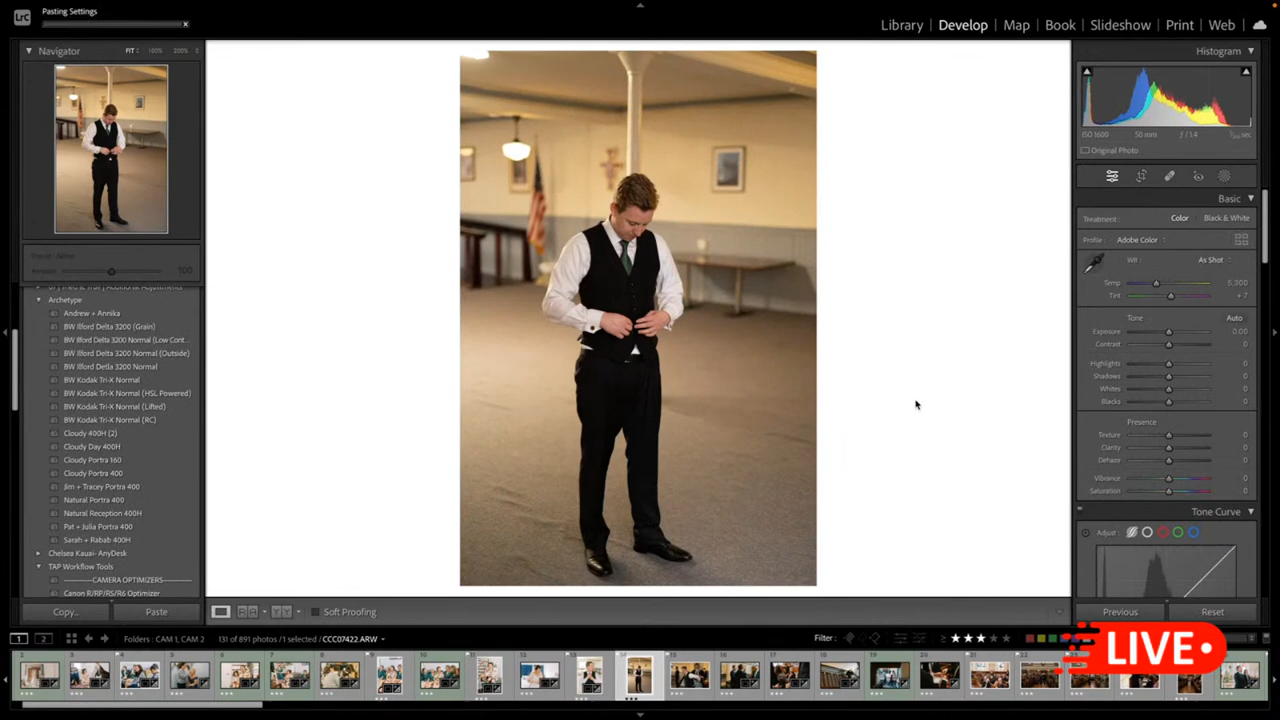 LrC
Pasting Settings
Library | Develop | Map | Book | Slideshow | Print | Web
Navigator FIT 100% 200%
Histogram
ISO 1600 50 mm ƒ / 1.4
Original Photo
Basic
Treatment: Color Black & White
Profile: Adobe Color
WB: As Shot
Temp 5,300
Tint + 7
Tone Auto
Exposure 0.00
Contrast 0
Highlights 0
Shadows 0
Whites 0
Blacks 0
Presence
Texture 0
Clarity 0
Dehaze 0
Vibrance 0
Saturation 0
Tone Curve
Adjust:
Previous Reset
Amount 100
Archetype
Andrew + Annika
BW Ilford Delta 3200 (Grain)
BW Ilford Delta 3200 Normal (Low Cont...
BW Ilford Delta 3200 Normal (Outside)
BW Ilford Delta 3200 Normal
BW Kodak Tri-X Normal
BW Kodak Tri-X Normal (HSL Powered)
BW Kodak Tri-X Normal (Lifted)
BW Kodak Tri-X Normal (RC)
Cloudy 400H (2)
Cloudy Day 400H
Cloudy Portra 160
Cloudy Portra 400
Jim + Tracey Portra 400
Natural Portra 400
Natural Reception 400H
Pat + Julia Portra 400
Sarah + Rabab 400H
Chelsea Kauai- AnyDesk
TAP Workflow Tools
————CAMERA OPTIMIZERS————
Canon R/RP/R5/R6 Optimizer
Copy... Paste
Soft Proofing
1 2 Folders : CAM 1, CAM 2 131 of 891 photos / 1 selected / CCC07422.ARW
Filter :
LIVE